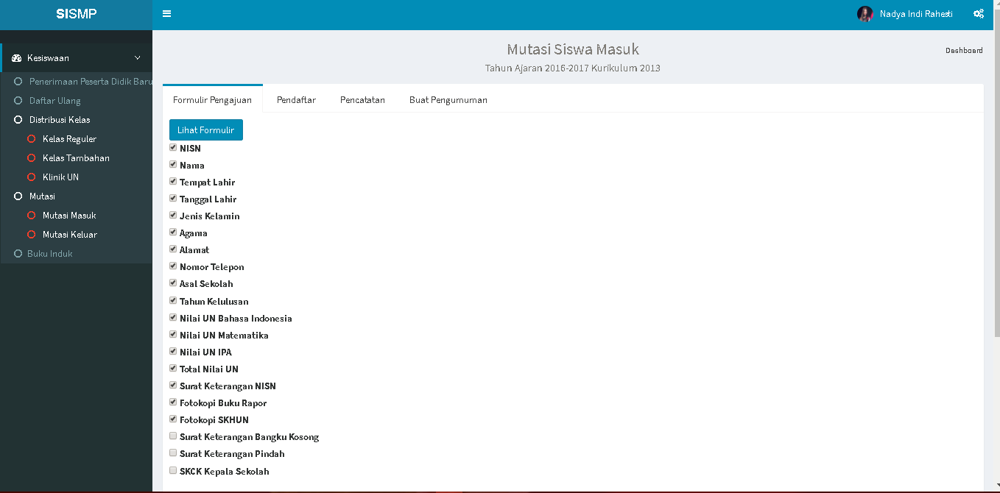 SISMP
Nadya Indi Rahesti
Kesiswaan
Penerimaan Peserta Didik Baru
Daftar Ulang
Distribusi Kelas
Kelas Reguler
Kelas Tambahan
Klinik UN
Mutasi
Mutasi Masuk
Mutasi Keluar
Buku Induk
Mutasi Siswa Masuk
Tahun Ajaran 2016-2017 Kurikulum 2013
Dashboard
Formulir Pengajuan Pendaftar Pencatatan Buat Pengumuman
Lihat Formulir
NISN
Nama
Tempat Lahir
Tanggal Lahir
Jenis Kelamin
Agama
Alamat
Nomor Telepon
Asal Sekolah
Tahun Kelulusan
Nilai UN Bahasa Indonesia
Nilai UN Matematika
Nilai UN IPA
Total Nilai UN
Surat Keterangan NISN
Fotokopi Buku Rapor
Fotokopi SKHUN
Surat Keterangan Bangku Kosong
Surat Keterangan Pindah
SKCK Kepala Sekolah